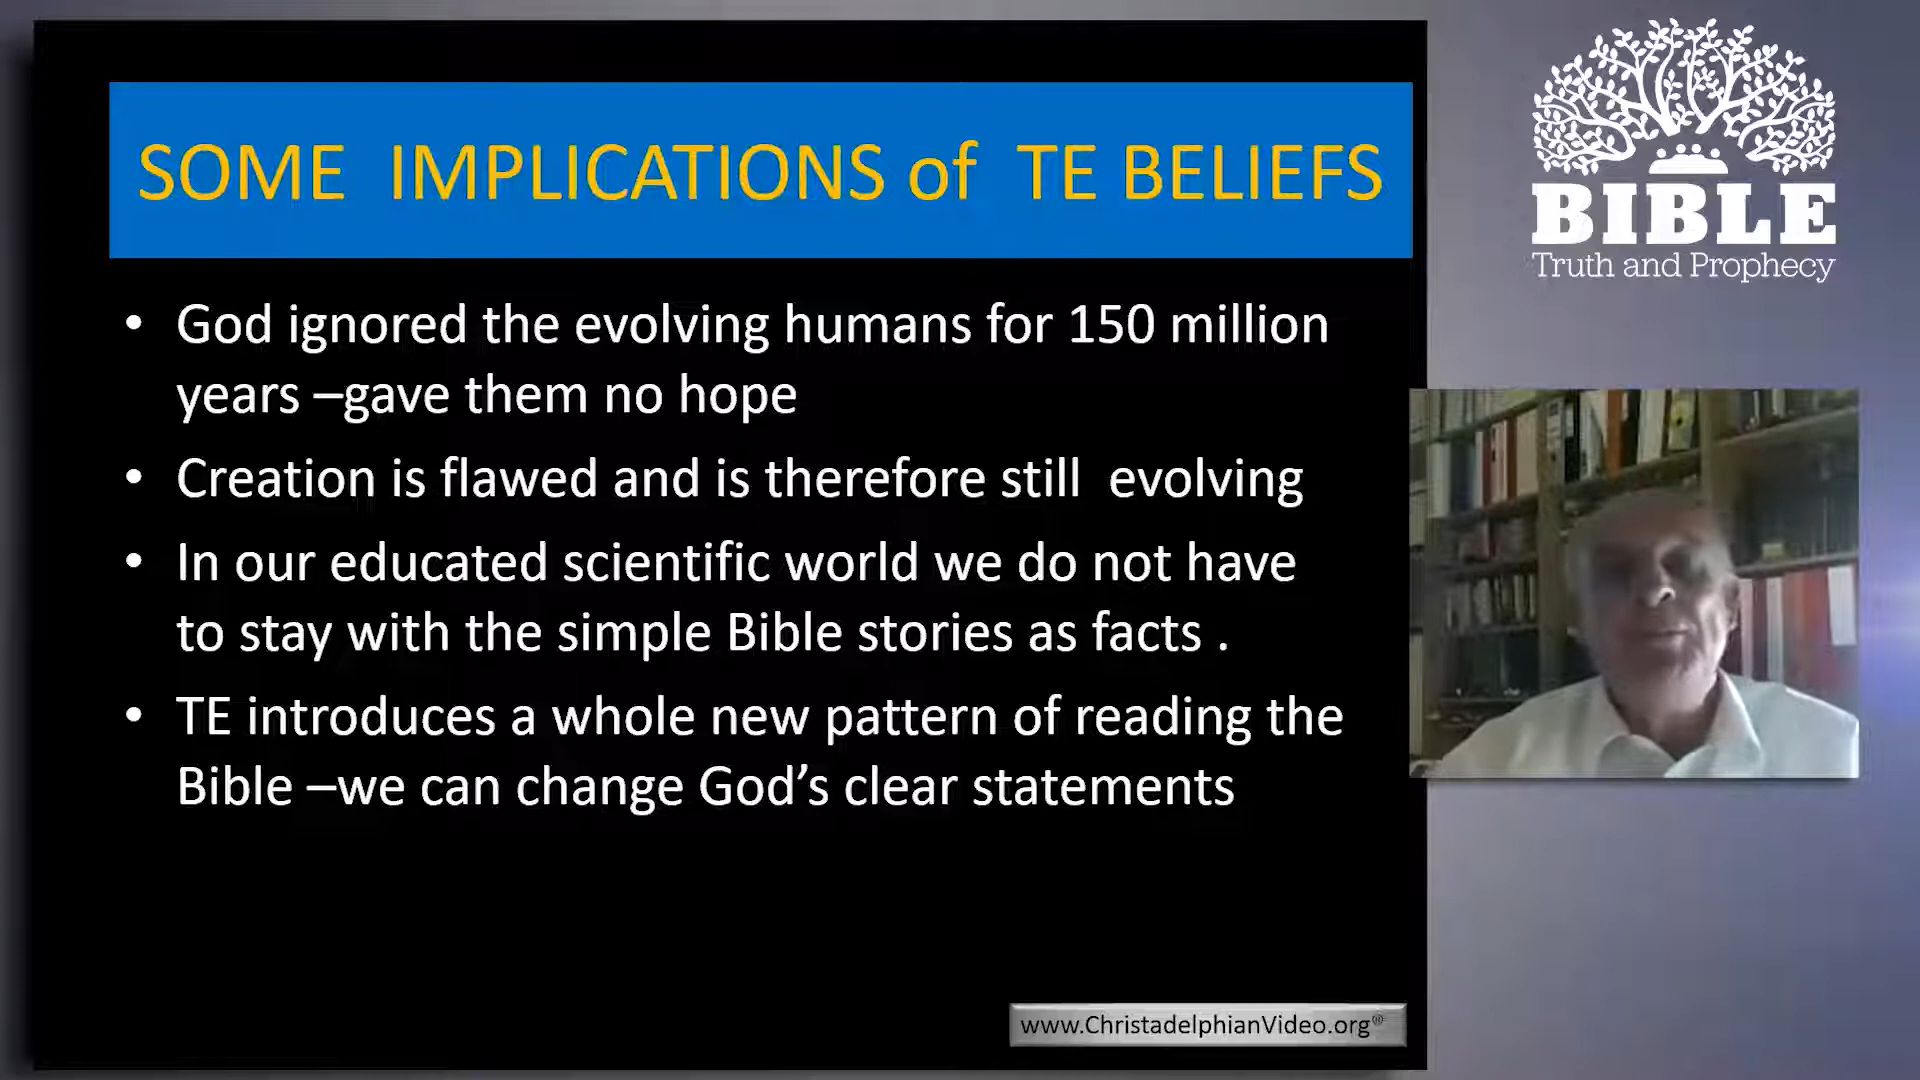 SOME IMPLICATIONS of TE BELIEFS
• God ignored the evolving humans for 150 million
years –gave them no hope
• Creation is flawed and is therefore still evolving
• In our educated scientific world we do not have
to stay with the simple Bible stories as facts .
• TE introduces a whole new pattern of reading the
Bible –we can change God’s clear statements
www.ChristadelphianVideo.org®
BIBLE
Truth and Prophecy